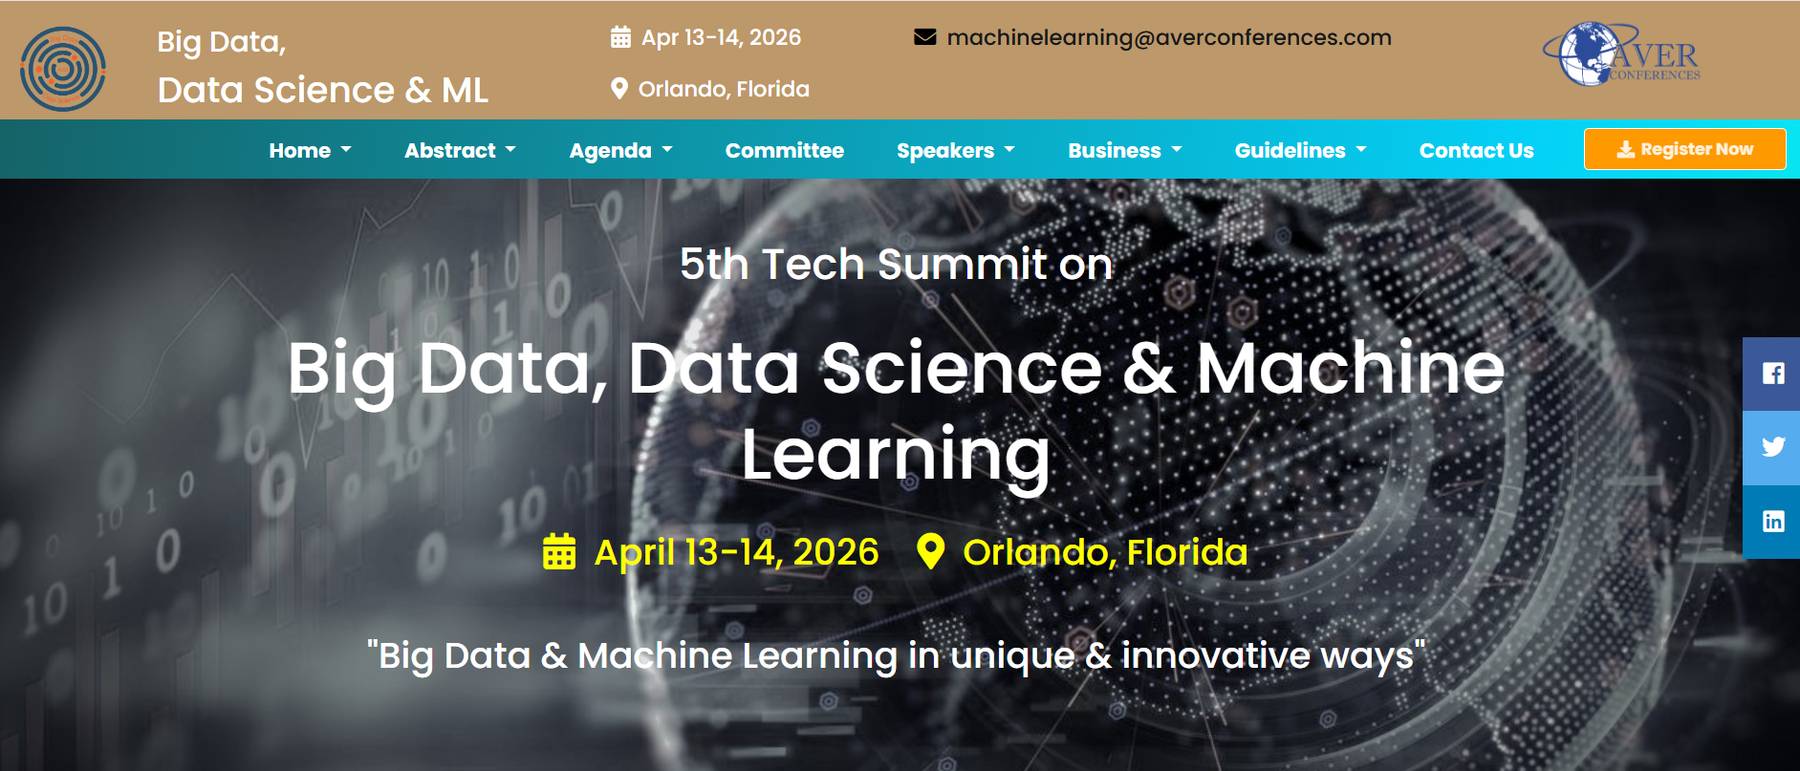 Big Data,
Data Science & ML
Apr 13-14, 2026
Orlando, Florida
machinelearning@averconferences.com
AVER
CONFERENCES
Home
Abstract
Agenda
Committee
Speakers
Business
Guidelines
Contact Us
Register Now
5th Tech Summit on
Big Data, Data Science & Machine
Learning
April 13-14, 2026 Orlando, Florida
"Big Data & Machine Learning in unique & innovative ways"